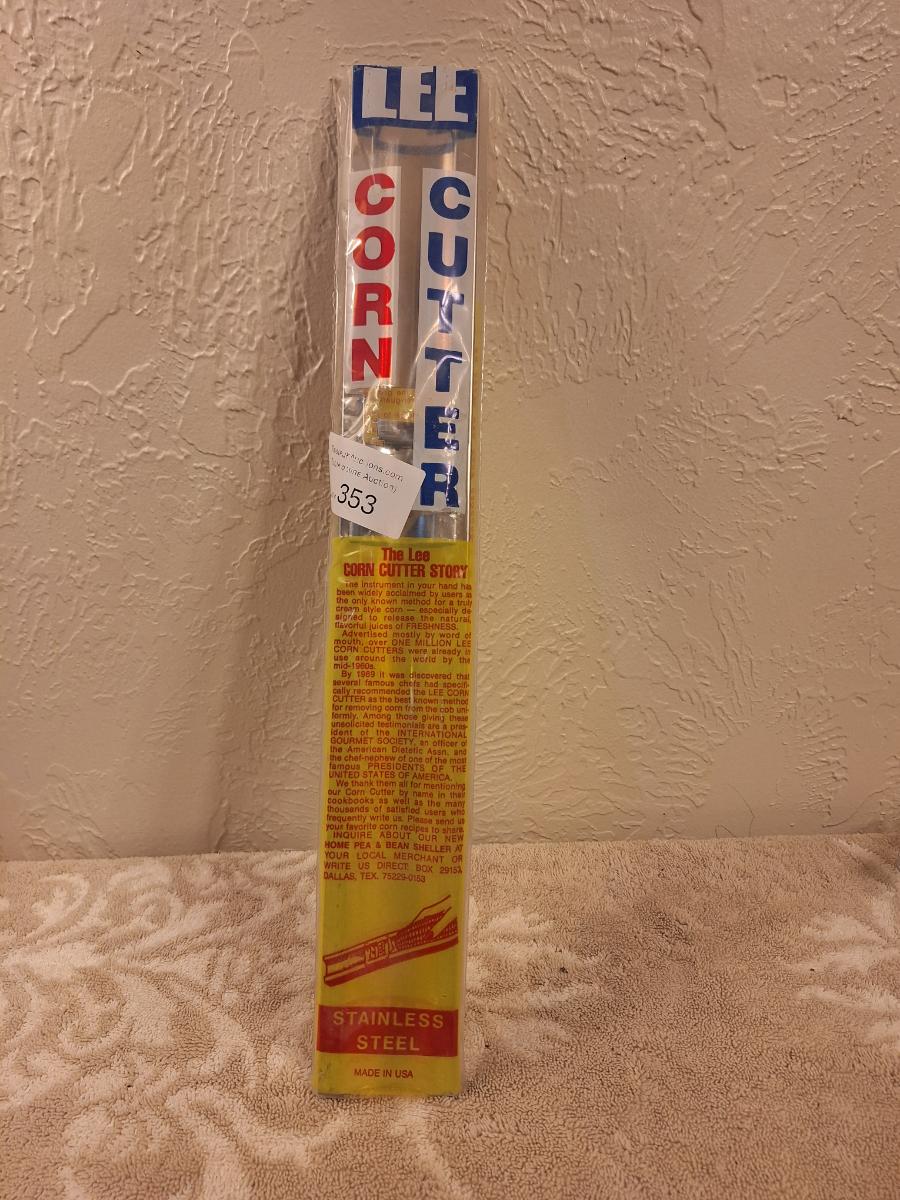 LEE
CORN
CUTTER
353
The Lee
CORN CUTTER STORY
The instrument in your hand has
been widely acclaimed by users as
the only known method for a truly
cream style corn — especially de-
signed to release the natural,
flavorful juices of FRESHNESS.
Advertised mostly by word of
mouth, over ONE MILLION LEE
CORN CUTTERS were already in
use around the world by the
mid-1960s.
By 1969 it was discovered that
several famous chefs had specifi-
cally recommended the LEE CORN
CUTTER as the best known method
for removing corn from the cob uni-
formly. Among those giving these
unsolicited testimonials are a pres-
ident of the INTERNATIONAL
GOURMET SOCIETY, an officer of
the American Dietetic Assn. and
the chef-nephew of one of the most
famous PRESIDENTS OF THE
UNITED STATES OF AMERICA.
We thank them all for mentioning
our Corn Cutter by name in their
cookbooks as well as the many
thousands of satisfied users who
frequently write us. Please send us
your favorite corn recipes to share.
INQUIRE ABOUT OUR NEW
HOME PEA & BEAN SHELLER AT
YOUR LOCAL MERCHANT OR
WRITE US DIRECT: BOX 29153,
DALLAS, TEX. 75229-0153
STAINLESS
STEEL
MADE IN USA